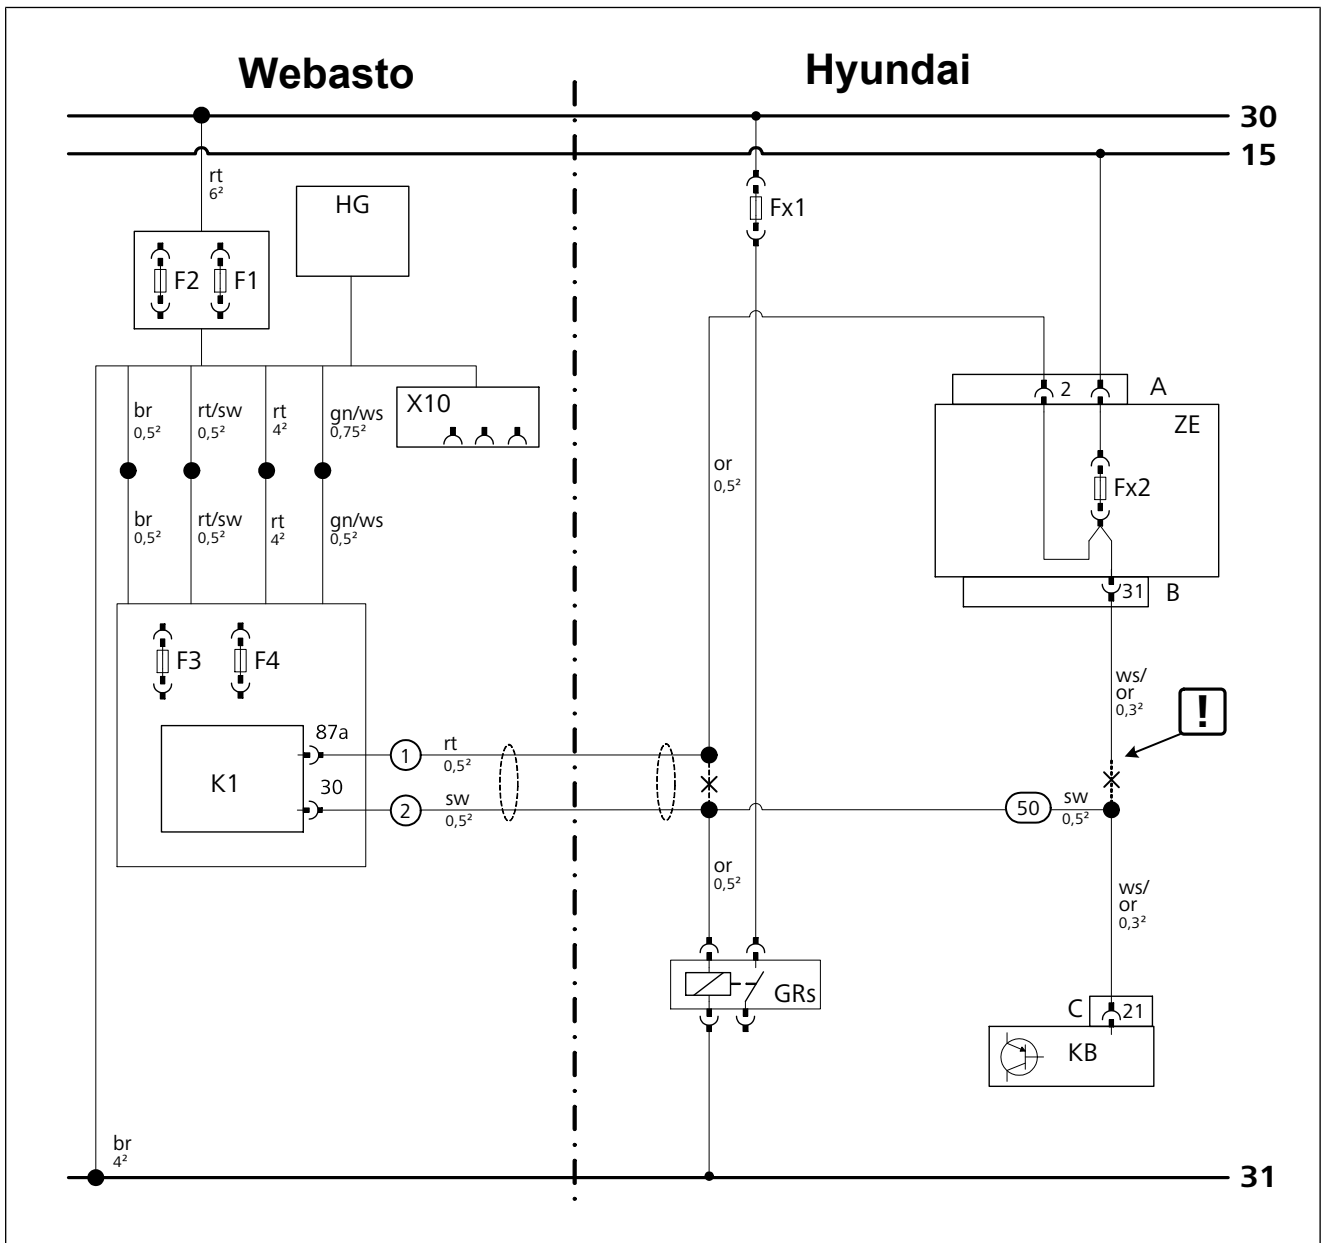 Webasto
Hyundai
30
15
rt
6²
HG
Fx1
F2
F1
X10
2
A
ZE
br
0,5²
rt/sw
0,5²
rt
4²
gn/ws
0,75²
or
0,5²
Fx2
br
0,5²
rt/sw
0,5²
rt
4²
gn/ws
0,5²
31
B
F3
F4
ws/
or
0,3²
!
87a
1
rt
0,5²
K1
30
2
sw
0,5²
50
sw
0,5²
or
0,5²
ws/
or
0,3²
GRs
C
21
KB
br
4²
31